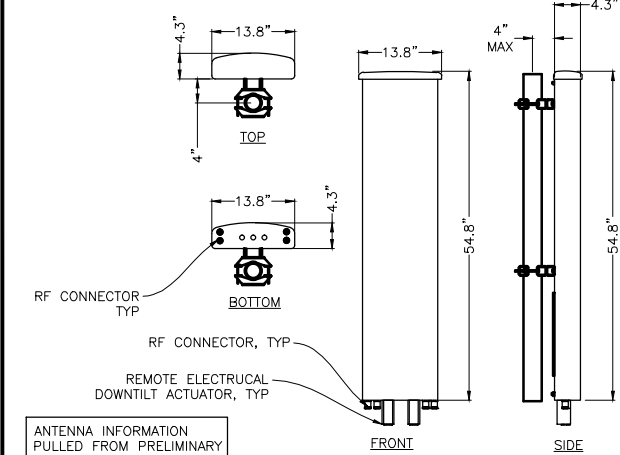 4.3"
13.8"
4"
TOP
13.8"
4.3"
BOTTOM
RF CONNECTOR
TYP
RF CONNECTOR, TYP
REMOTE ELECTRUCAL
DOWNTILT ACTUATOR, TYP
13.8"
54.8"
FRONT
4.3"
4"
MAX
54.8"
SIDE
ANTENNA INFORMATION
PULLED FROM PRELIMINARY